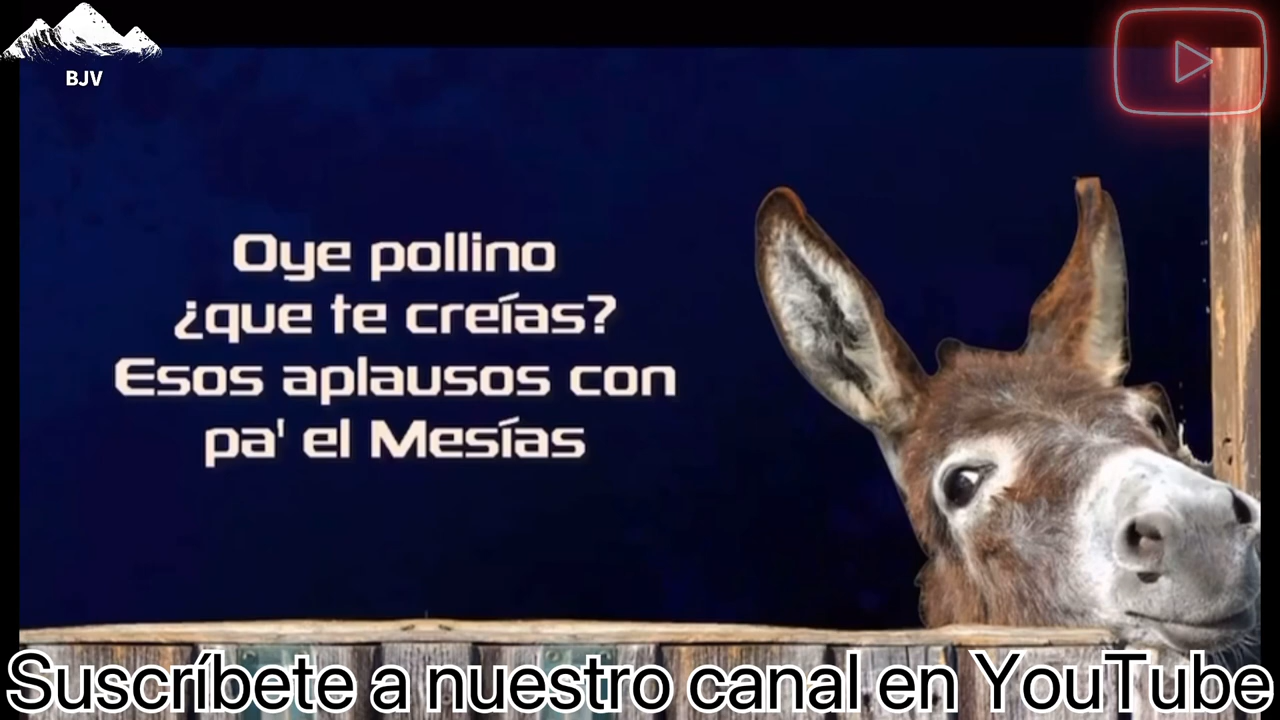 BJV
Oye pollino
¿que te creías?
Esos aplausos con
pa' el Mesías
Suscríbete a nuestro canal en YouTube